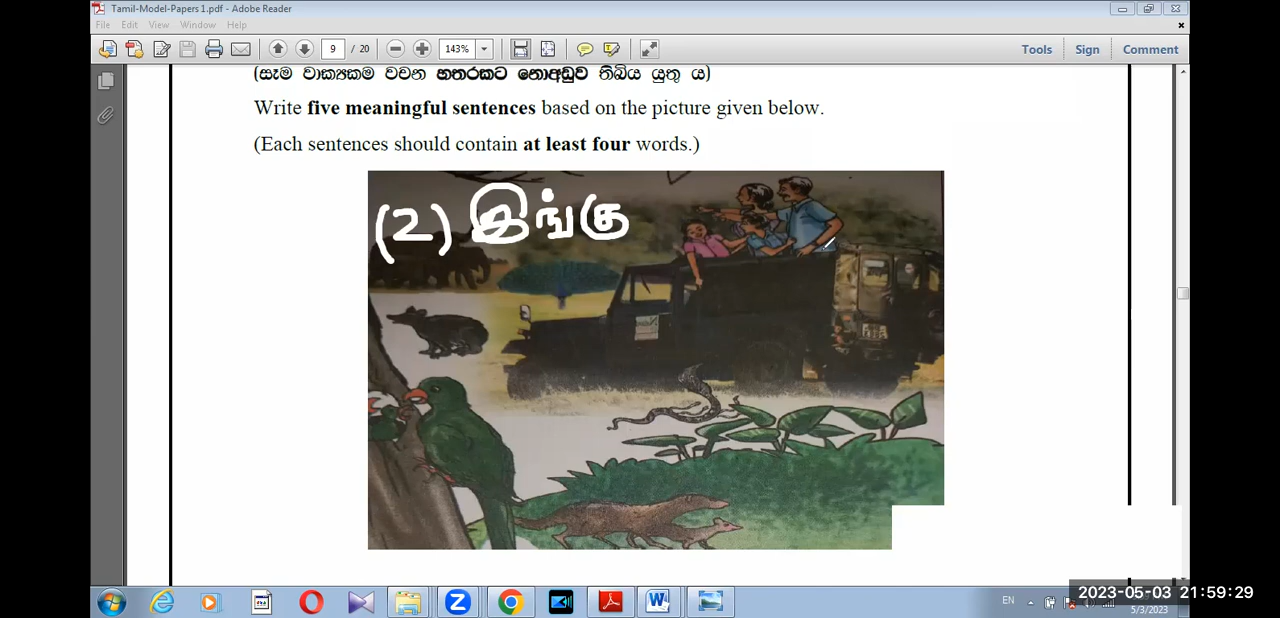 Tamil-Model-Papers 1.pdf - Adobe Reader
File Edit View Window Help
9 / 20 143% Tools Sign Comment
(සෑම වාක්‍යයකම වචන හතරකට නොඅඩුව තිබිය යුතු ය)
Write five meaningful sentences based on the picture given below.
(Each sentences should contain at least four words.)
(2) இங்கு
EN
2023-05-03 21:59:29
5/3/2023